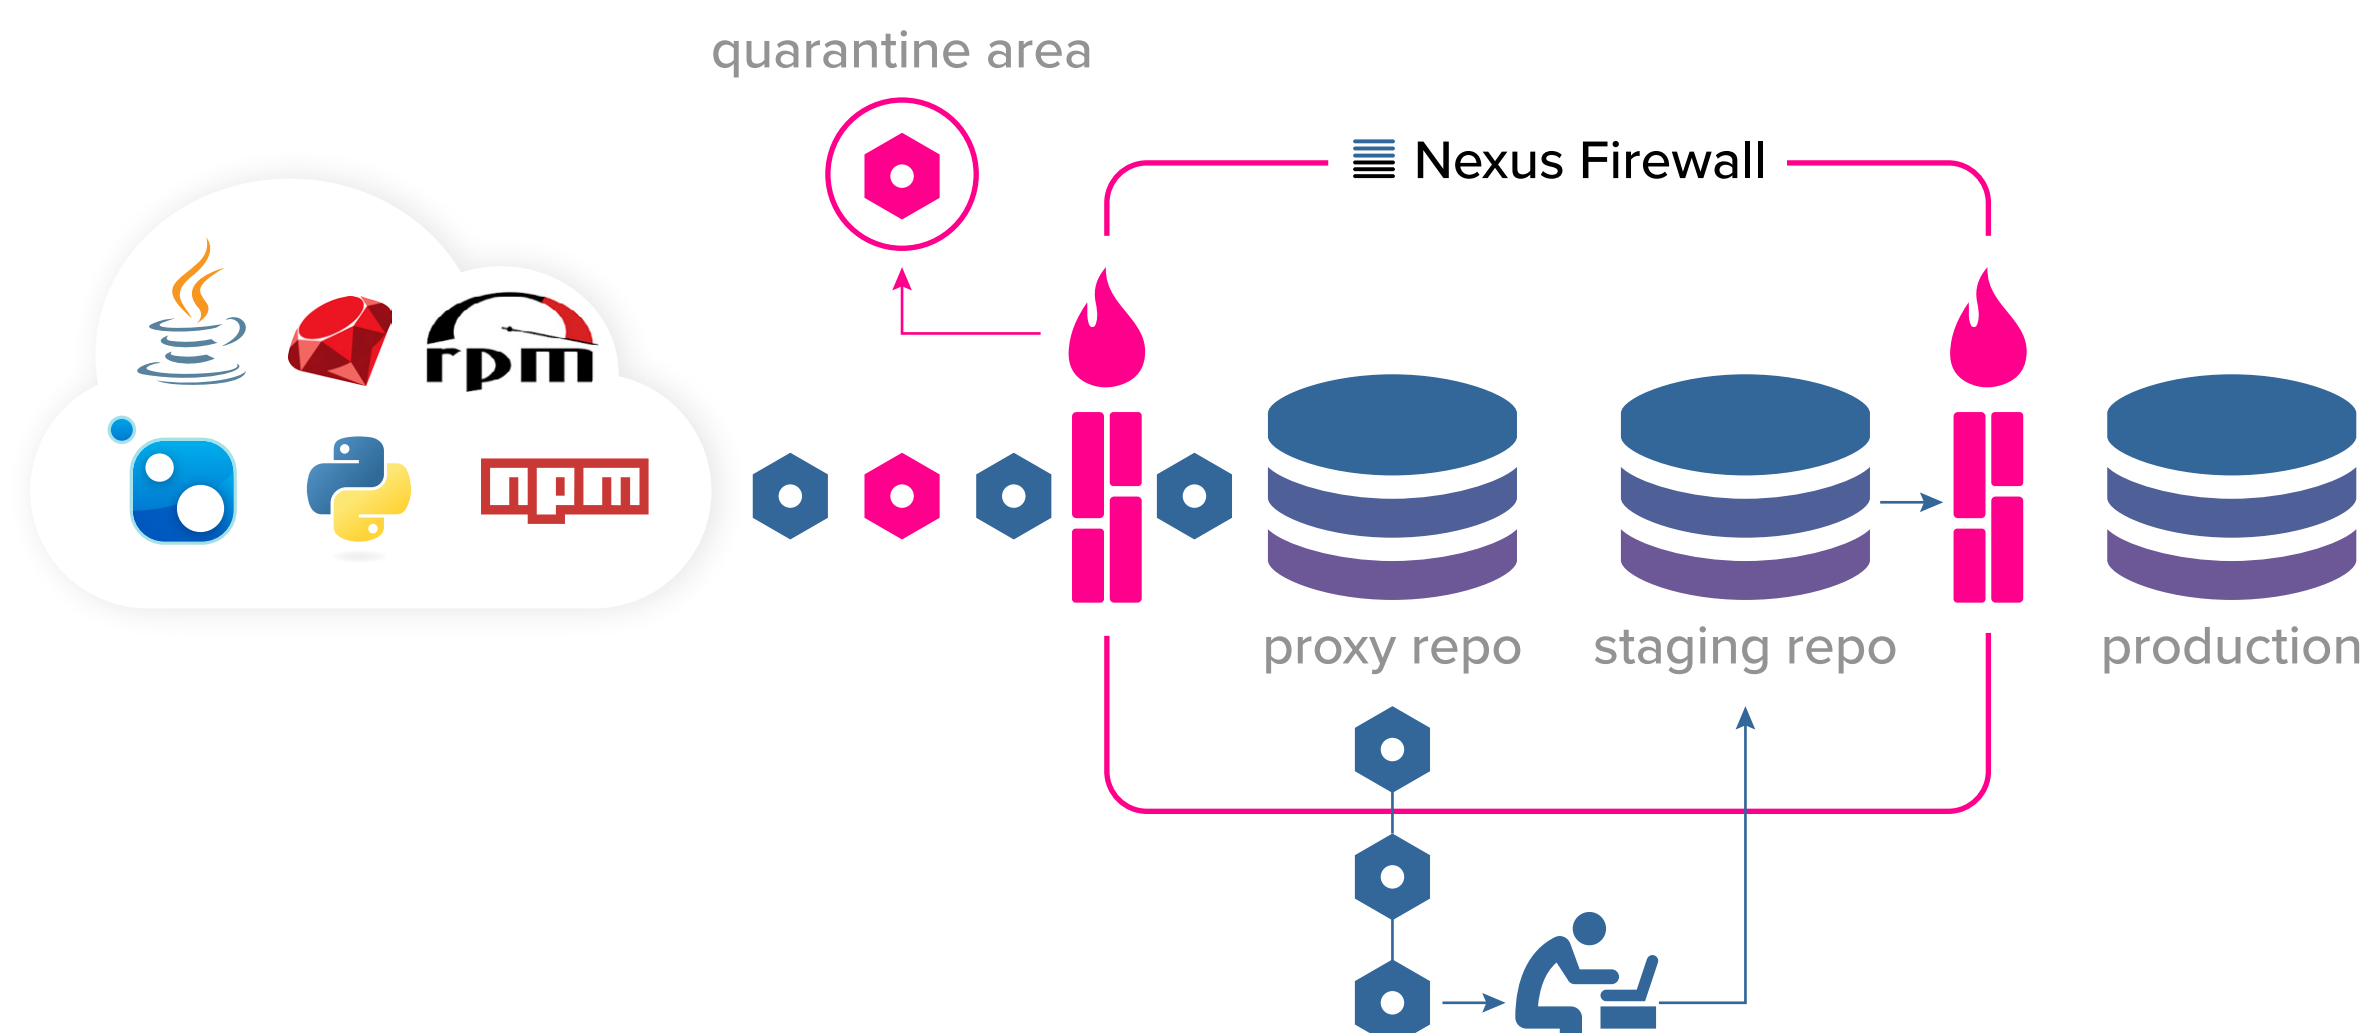 quarantine area
Nexus Firewall
rpm
npm
proxy repo
staging repo
production